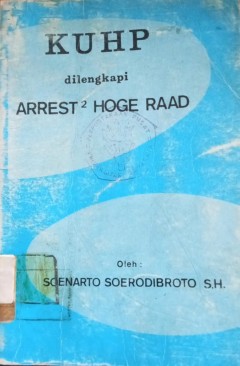 KUHP
dilengkapi
ARREST² HOGE RAAD
Oleh :
SOENARTO SOERODIBROTO S.H.